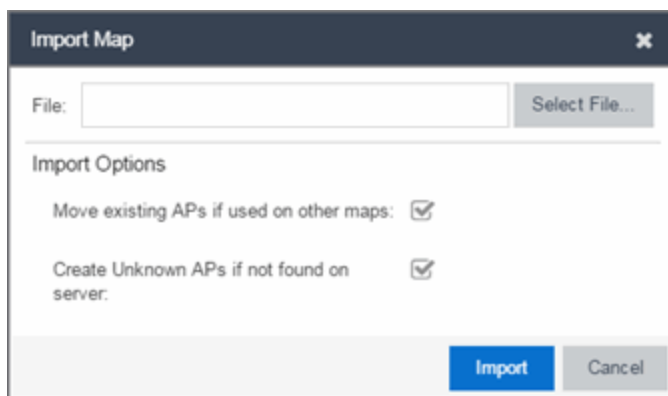 Import Map
File:
Select File...
Import Options
Move existing APs if used on other maps:
Create Unknown APs if not found on
server:
Import
Cancel